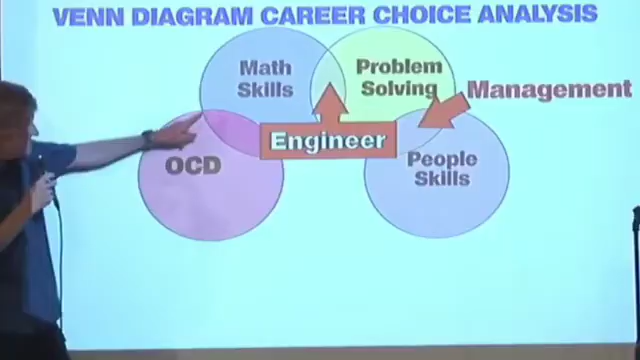 VENN DIAGRAM CAREER CHOICE ANALYSIS
Math
Skills
Problem
Solving
Management
Engineer
OCD
People
Skills